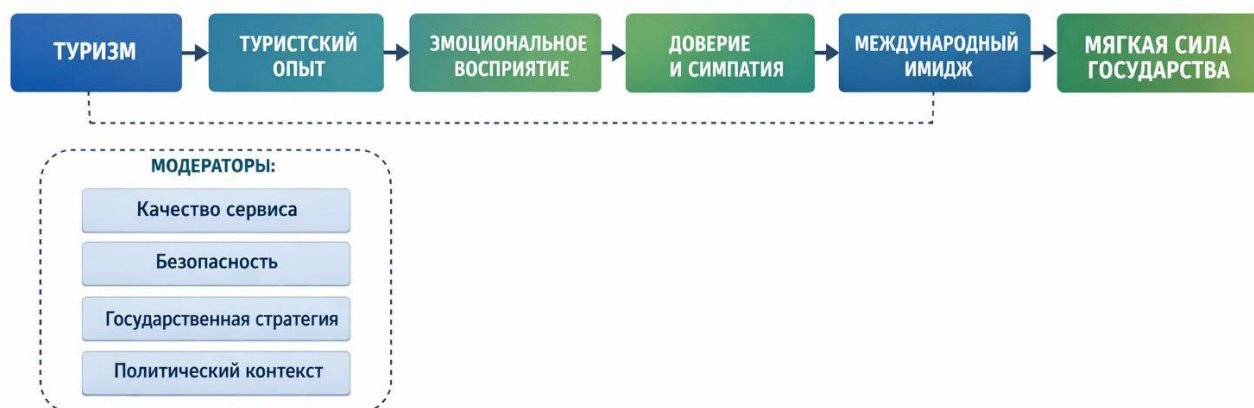 ТУРИЗМ
ТУРИСТСКИЙ
ОПЫТ
ЭМОЦИОНАЛЬНОЕ
ВОСПРИЯТИЕ
ДОВЕРИЕ
И СИМПАТИЯ
МЕЖДУНАРОДНЫЙ
ИМИДЖ
МЯГКАЯ СИЛА
ГОСУДАРСТВА
МОДЕРАТОРЫ:
Качество сервиса
Безопасность
Государственная стратегия
Политический контекст